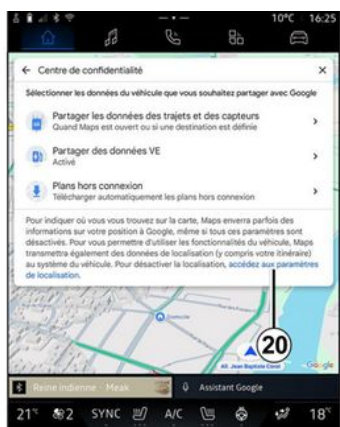 10°C 16:25
← Centre de confidentialité ×
Sélectionner les données du véhicule que vous souhaitez partager avec Google
Partager les données des trajets et des capteurs
Quand Maps est ouvert ou si une destination est définie
Partager des données VE
Activé
Plans hors connexion
Télécharger automatiquement les plans hors connexion
Pour indiquer où vous vous trouvez sur la carte, Maps enverra parfois des
informations sur votre position à Google, même si tous ces paramètres sont
désactivés. Pour vous permettre d'utiliser les fonctionnalités du véhicule, Maps
transmettra également des données de localisation (y compris votre itinéraire)
au système du véhicule. Pour désactiver la localisation, accédez aux paramètres
de localisation.
20
Domicile
All. Jean Baptiste Corot
Google
Reine indienne - Meak
Assistant Google
21° 2 SYNC A/C 18°